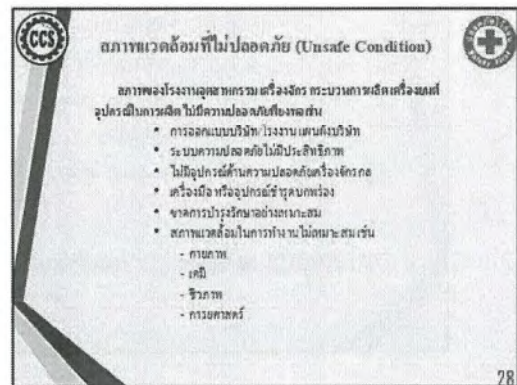 CCS
สภาพแวดล้อมที่ไม่ปลอดภัย (Unsafe Condition)
สภาพของโรงงานอุตสาหกรรม เครื่องจักร กระบวนการผลิต เครื่องยนต์
อุปกรณ์ในการผลิต ไม่มีความปลอดภัยเพียงพอ เช่น
• การออกแบบบริษัท/โรงงาน แผนผังบริษัท
• ระบบความปลอดภัยไม่มีประสิทธิภาพ
• ไม่มีอุปกรณ์ด้านความปลอดภัยเครื่องจักรกล
• เครื่องมือ หรืออุปกรณ์ชำรุดบกพร่อง
• ขาดการบำรุงรักษาอย่างเหมาะสม
• สภาพแวดล้อมในการทำงานไม่เหมาะสม เช่น
- กายภาพ
- เคมี
- ชีวภาพ
- การยศาสตร์
28